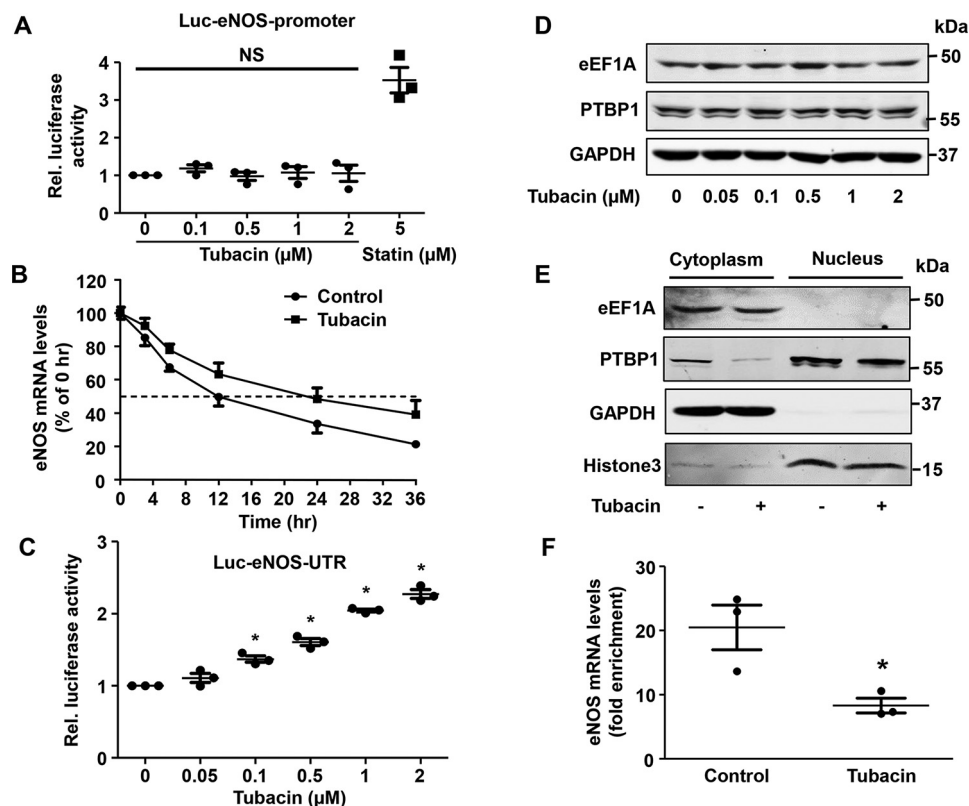 A
Luc-eNOS-promoter
NS
Rel. luciferase
activity
4
3
2
1
0
0 0.1 0.5 1 2 5
Tubacin (µM) Statin (µM)
B
eNOS mRNA levels
(% of 0 hr)
120
100
80
60
40
20
0
Control
Tubacin
0 4 8 12 16 20 24 28 32 36
Time (hr)
C
Luc-eNOS-UTR
Rel. luciferase activity
3
2
1
0
* * * *
0 0.05 0.1 0.5 1 2
Tubacin (µM)
D
kDa
eEF1A 50
PTBP1 55
GAPDH 37
Tubacin (µM) 0 0.05 0.1 0.5 1 2
E
Cytoplasm Nucleus kDa
eEF1A 50
PTBP1 55
GAPDH 37
Histone3 15
Tubacin - + - +
F
eNOS mRNA levels
(fold enrichment)
30
20
10
0
*
Control Tubacin